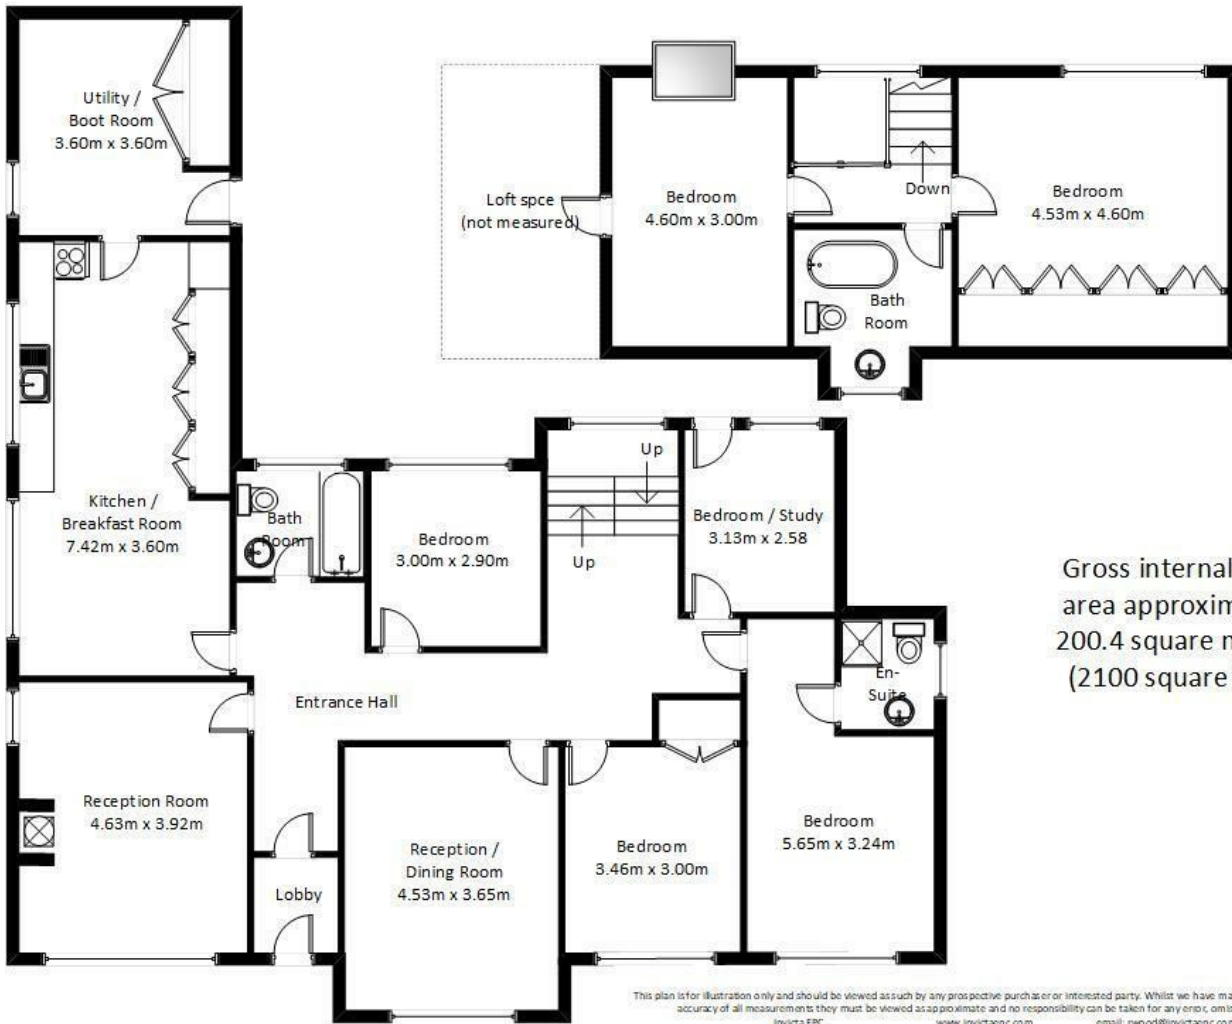 Utility /
Boot Room
3.60m x 3.60m
Loft spce
(not measured)
Bedroom
4.60m x 3.00m
Down
Bedroom
4.53m x 4.60m
Bath
Room
Kitchen /
Breakfast Room
7.42m x 3.60m
Bath
Room
Bedroom
3.00m x 2.90m
Up
Up
Bedroom / Study
3.13m x 2.58
Gross internal
area approxim
200.4 square m
(2100 square
En-
Suite
Entrance Hall
Reception Room
4.63m x 3.92m
Lobby
Reception /
Dining Room
4.53m x 3.65m
Bedroom
3.46m x 3.00m
Bedroom
5.65m x 3.24m
This plan is for illustration only and should be viewed as such by any prospective purchaser or interested party. Whilst we have ma
accuracy of all measurements they must be viewed as approximate and no responsibility can be taken for any error, omis
Invicta EPC www.invictaepc.com email: